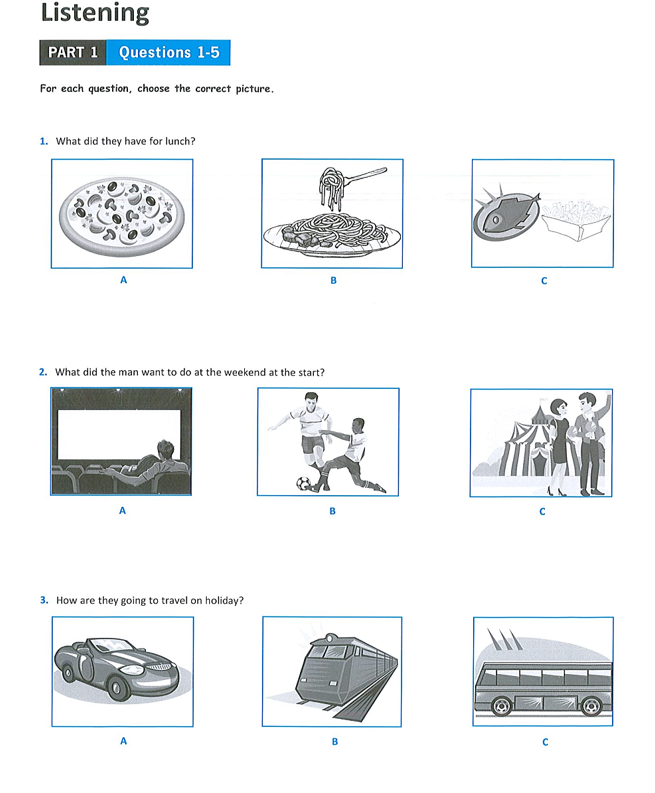 Listening
PART 1 Questions 1-5
For each question, choose the correct picture.
1. What did they have for lunch?
A B C
2. What did the man want to do at the weekend at the start?
A B C
3. How are they going to travel on holiday?
A B C